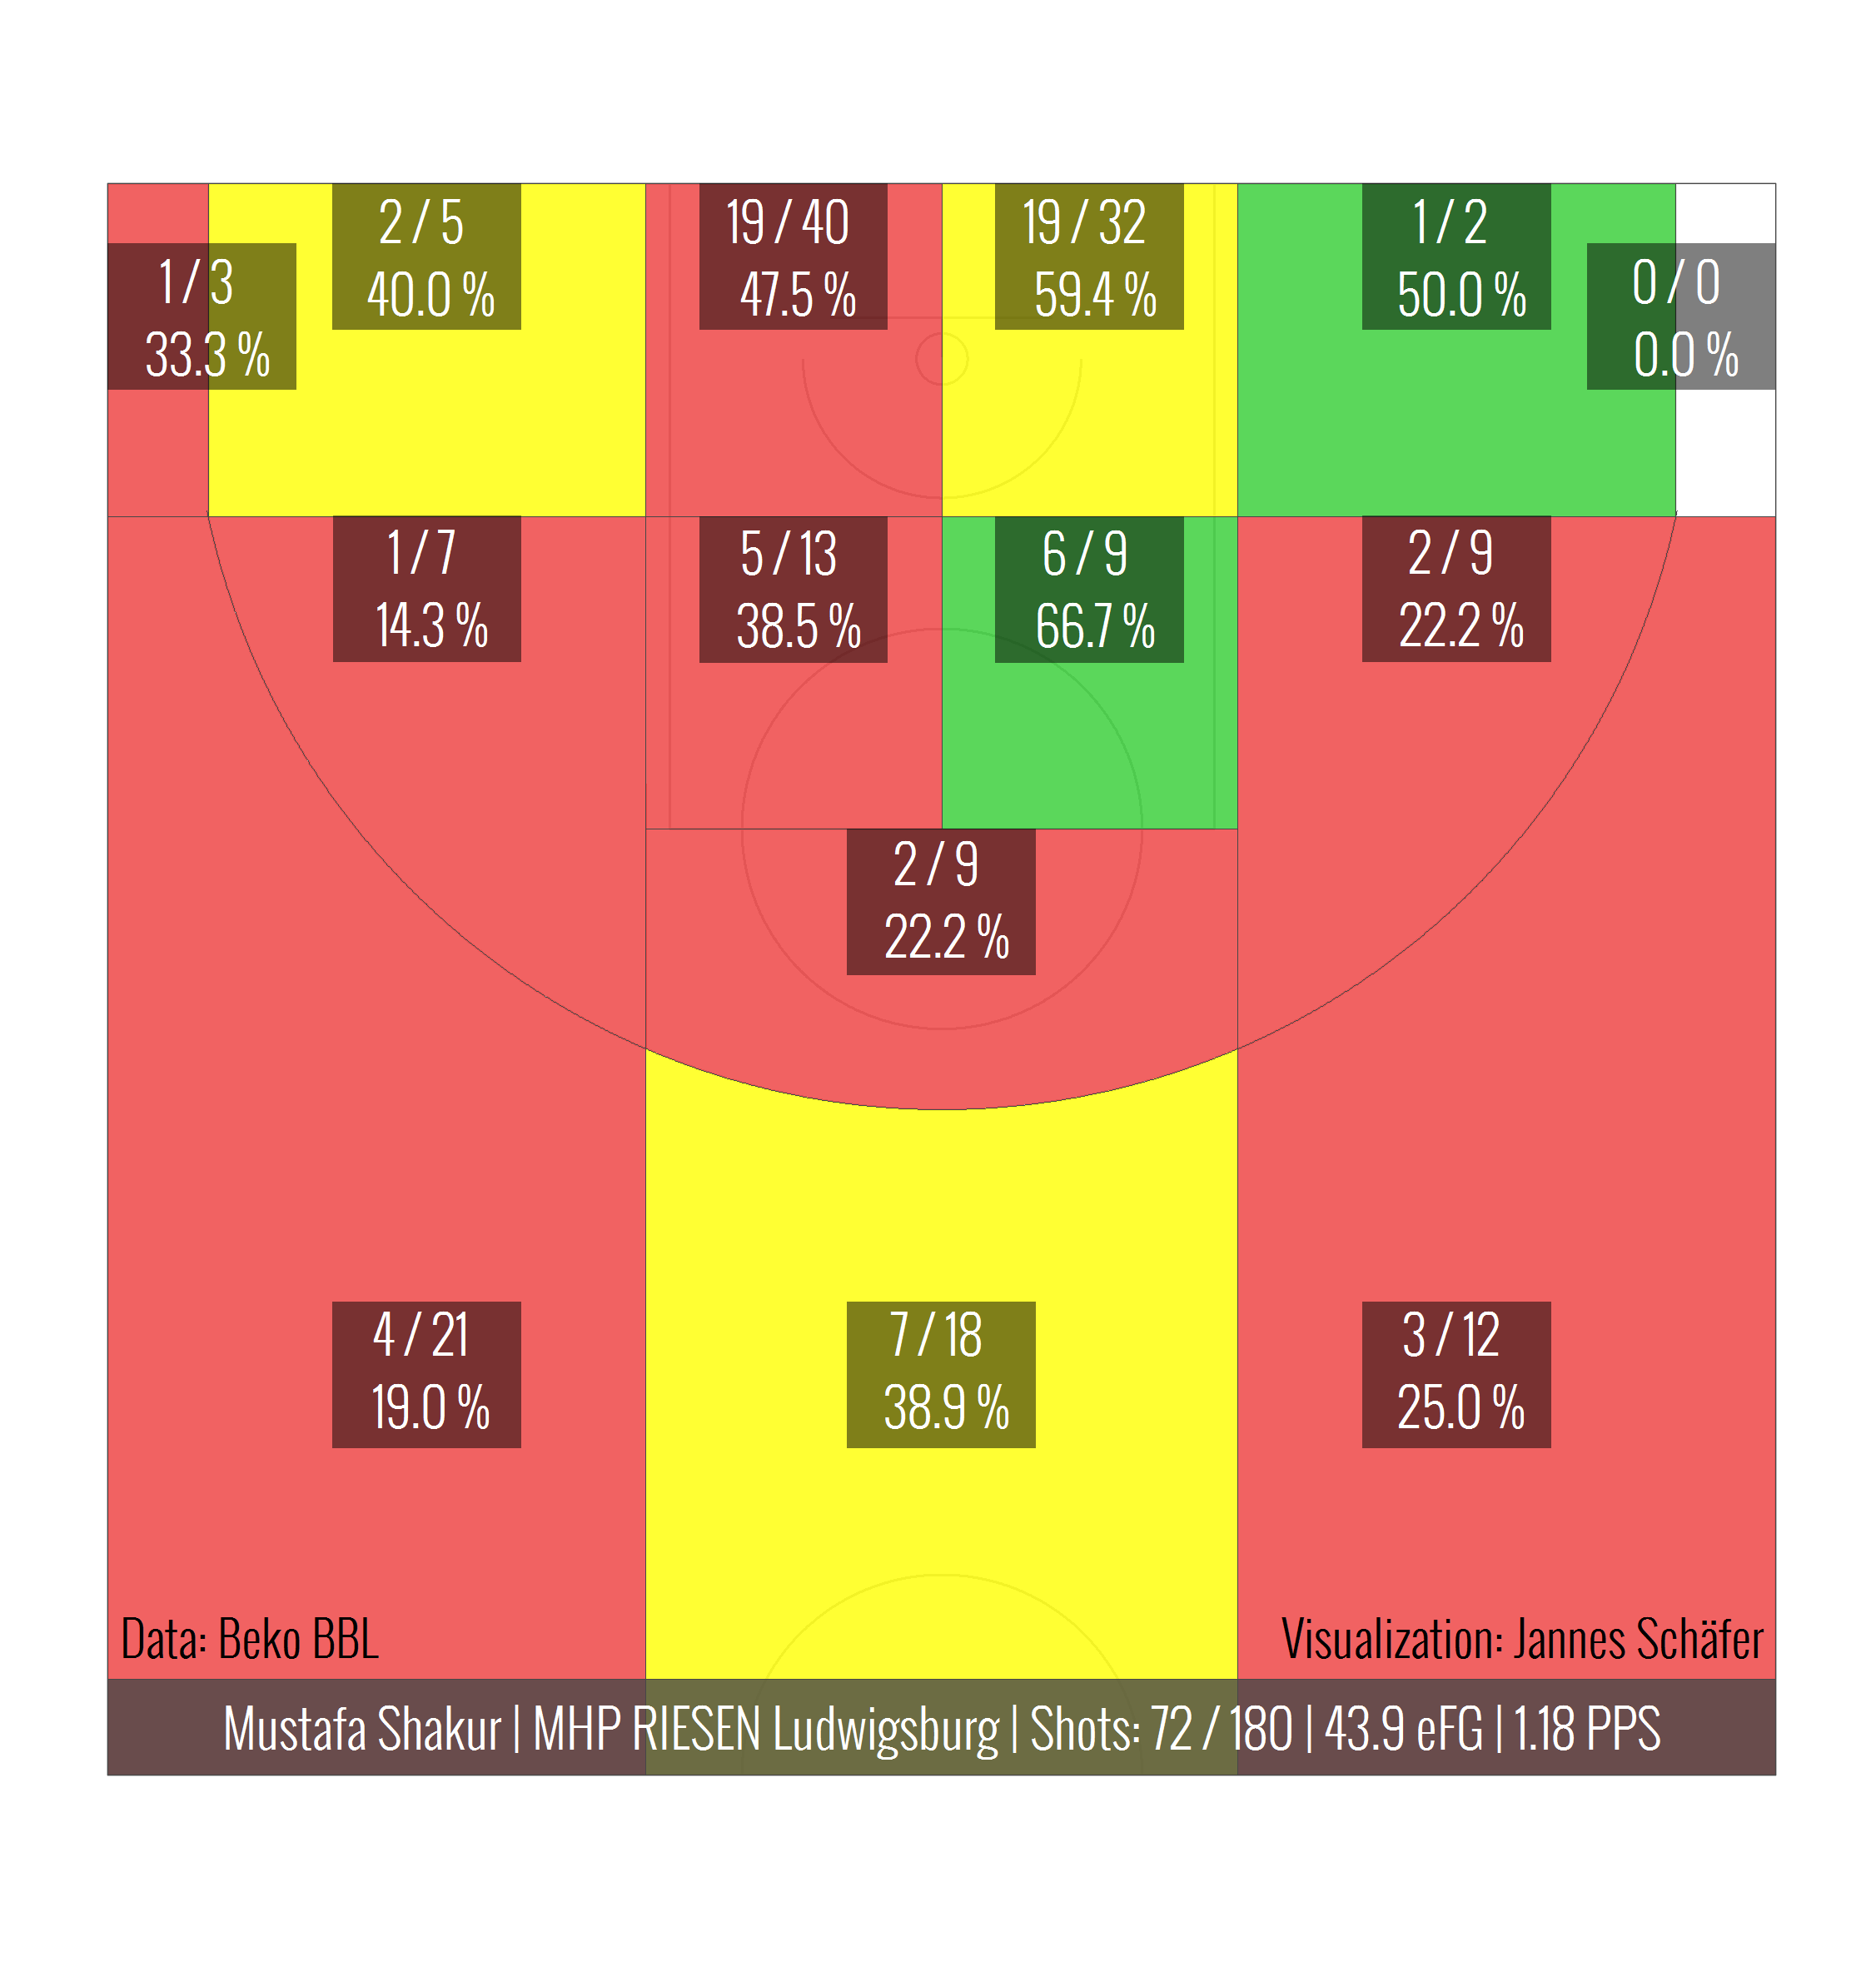 2 / 5
40.0 %
19 / 40
47.5 %
19 / 32
59.4 %
1 / 2
50.0 %
1 / 3
33.3 %
0 / 0
0.0 %
1 / 7
14.3 %
5 / 13
38.5 %
6 / 9
66.7 %
2 / 9
22.2 %
2 / 9
22.2 %
4 / 21
19.0 %
7 / 18
38.9 %
3 / 12
25.0 %
Data: Beko BBL
Visualization: Jannes Schäfer
Mustafa Shakur | MHP RIESEN Ludwigsburg | Shots: 72 / 180 | 43.9 eFG | 1.18 PPS